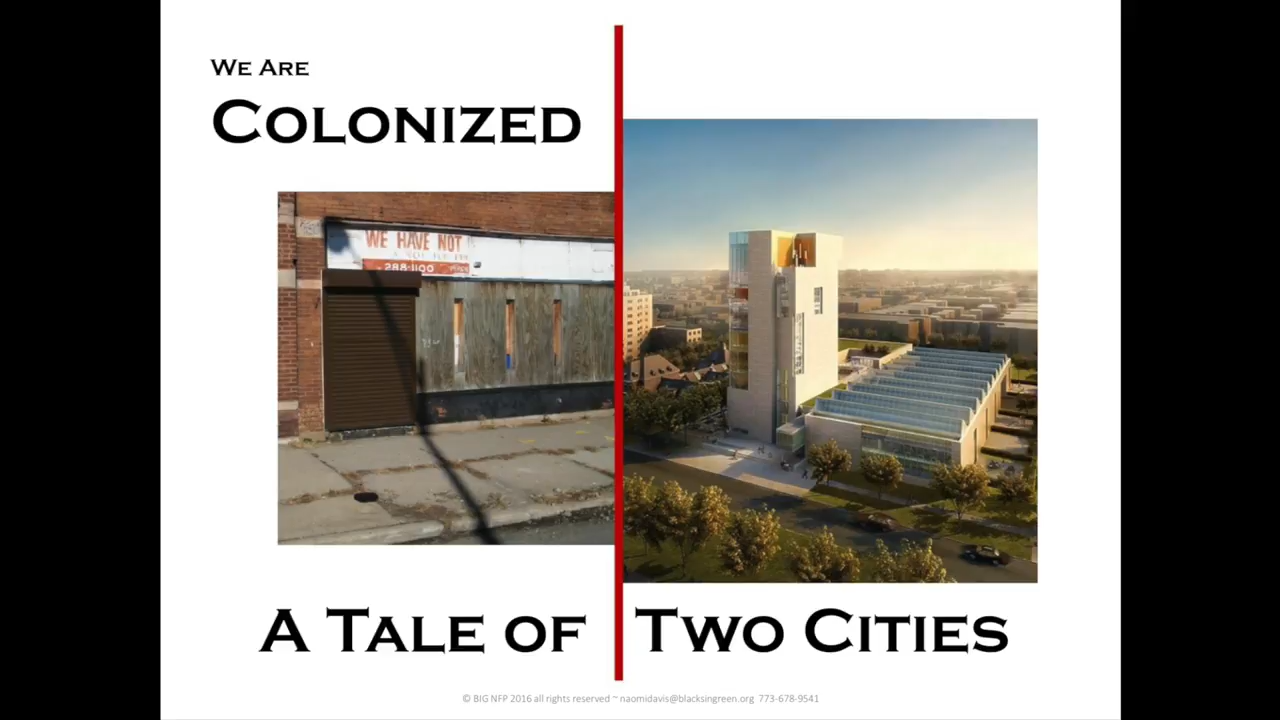 WE ARE
COLONIZED
WE HAVE NOT
288-1100
A TALE OF TWO CITIES
© BIG NFP 2016 all rights reserved ~ naomidavis@blacksingreen.org 773-678-9541